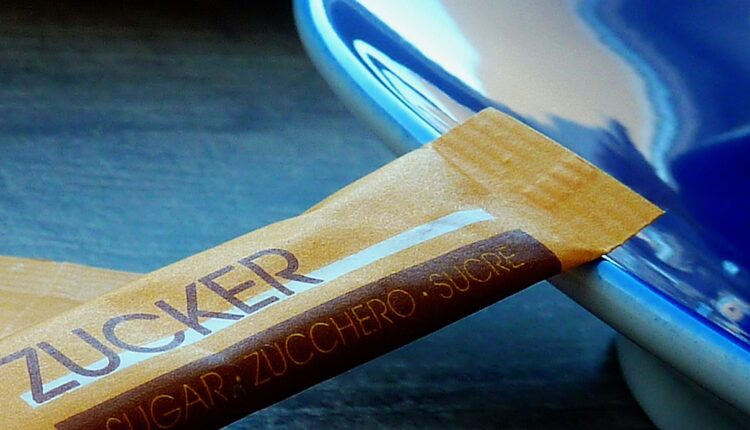 ZUCKER
SUGAR · ZUCCHERO · SUCRE